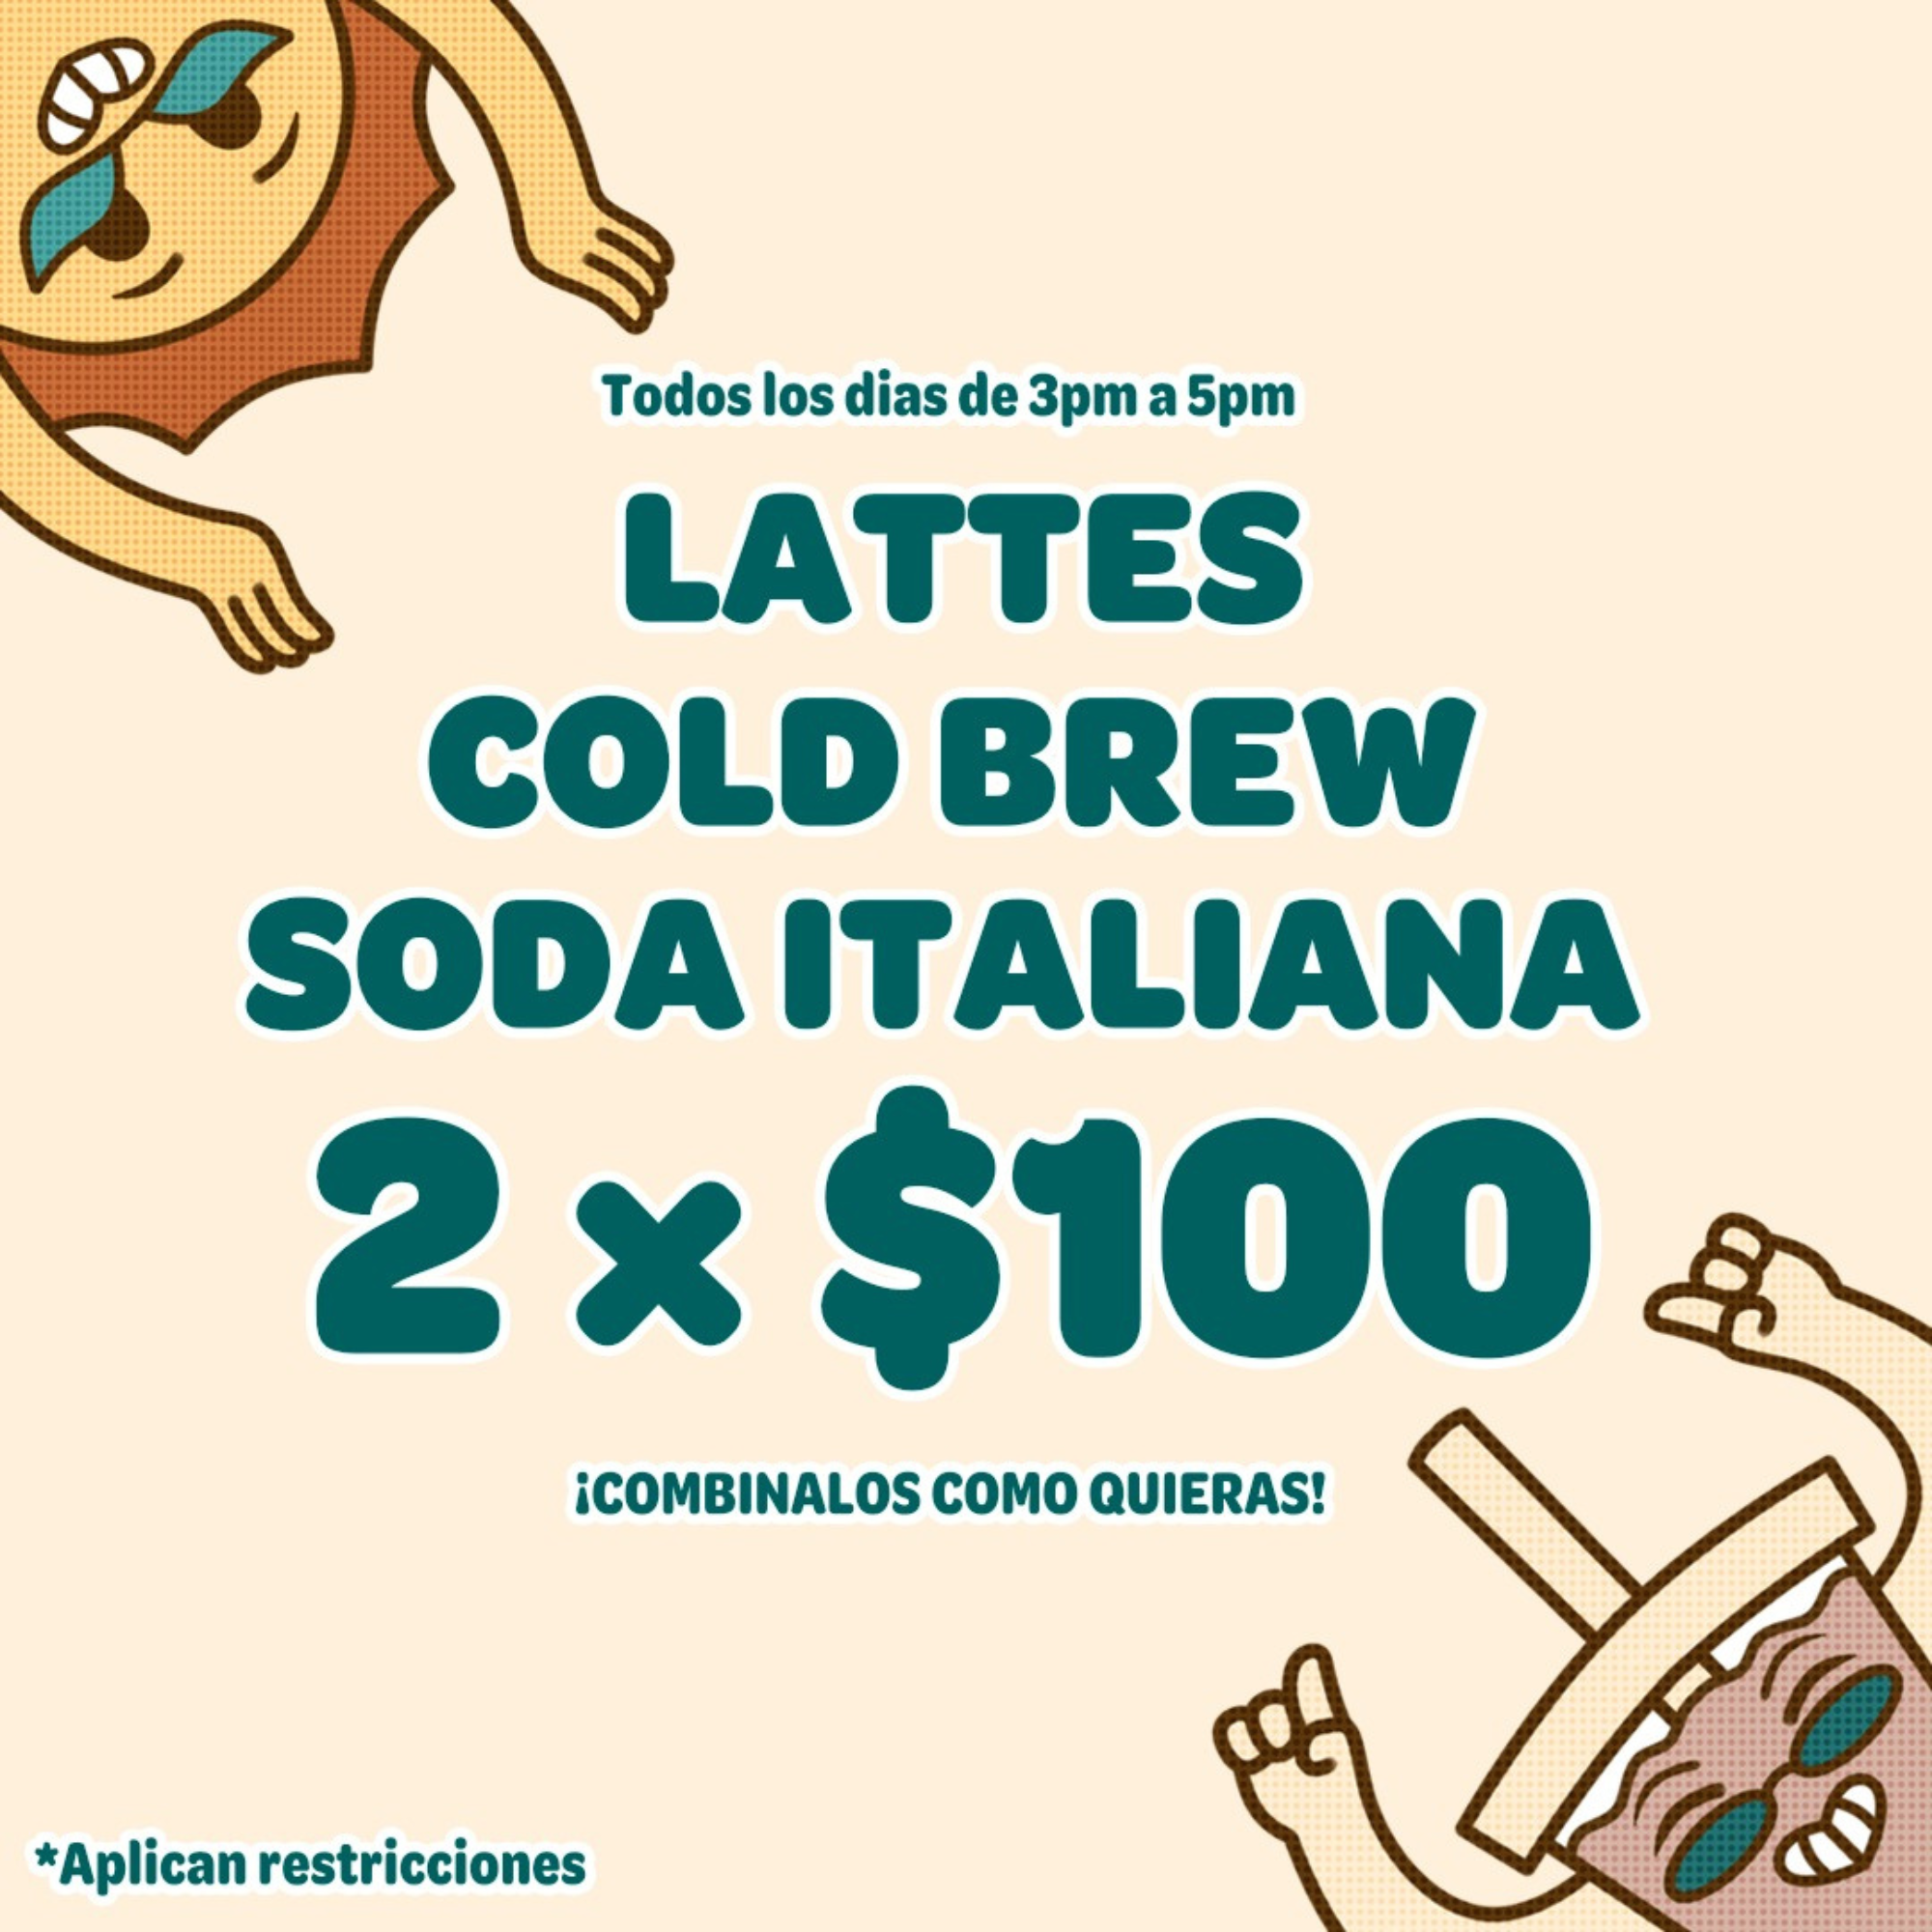 Todos los dias de 3pm a 5pm
LATTES
COLD BREW
SODA ITALIANA
2 x $100
¡COMBINALOS COMO QUIERAS!
*Aplican restricciones